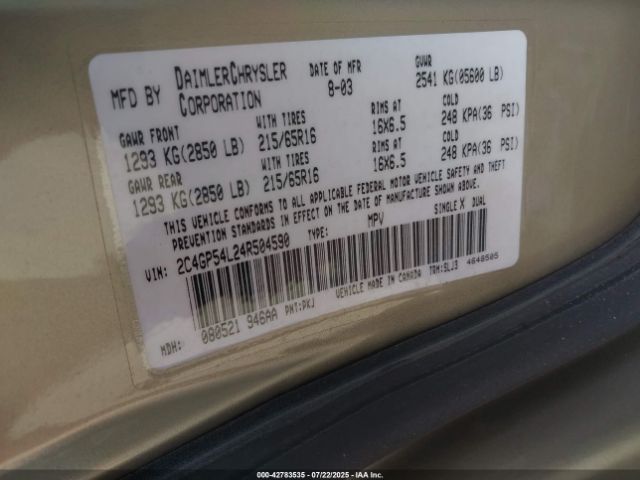 MFD BY DAIMLERCHRYSLER CORPORATION DATE OF MFR 8-03 GVWR 2541 KG(05600 LB)
GAWR FRONT WITH TIRES RIMS AT COLD
1293 KG(2850 LB) 215/65R16 16X6.5 248 KPA(36 PSI)
GAWR REAR WITH TIRES RIMS AT COLD
1293 KG(2850 LB) 215/65R16 16X6.5 248 KPA(36 PSI)
THIS VEHICLE CONFORMS TO ALL APPLICABLE FEDERAL MOTOR VEHICLE SAFETY AND THEFT
PREVENTION STANDARDS IN EFFECT ON THE DATE OF MANUFACTURE SHOWN ABOVE.
VIN: 2C4GP54L24R504590 TYPE: MPV SINGLE X DUAL
MDH: 080521 946AA PNT:PKJ VEHICLE MADE IN CANADA TRM:SLJ3 4648505
000-42783535 07/22/2025 - IAA